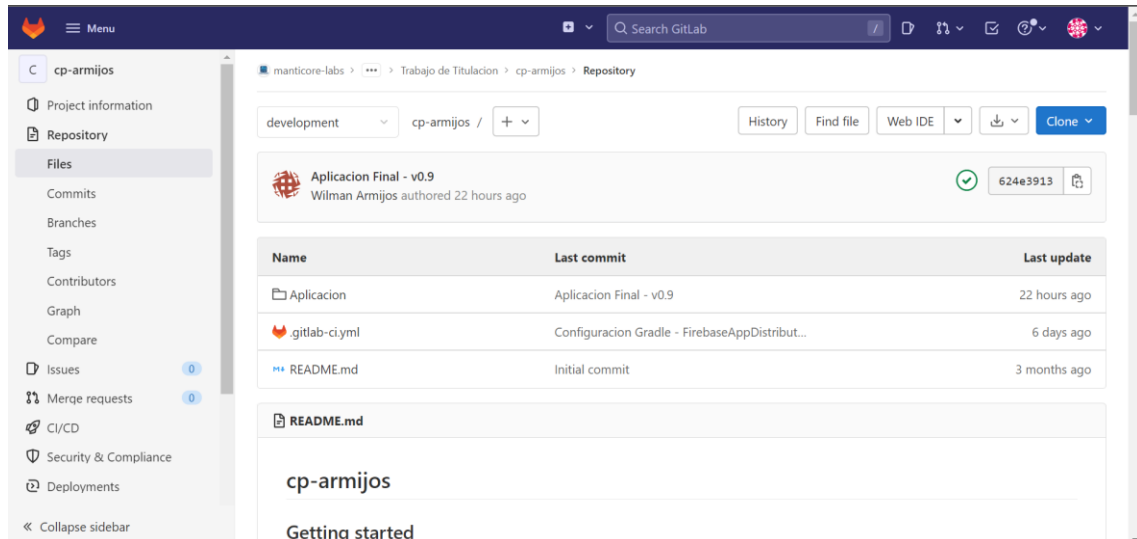 Menu
Search GitLab
/
C cp-armijos
Project information
Repository
Files
Commits
Branches
Tags
Contributors
Graph
Compare
Issues 0
Merge requests 0
CI/CD
Security & Compliance
Deployments
« Collapse sidebar
manticore-labs > ... > Trabajo de Titulacion > cp-armijos > Repository
development cp-armijos / +
History Find file Web IDE Clone
Aplicacion Final - v0.9
Wilman Armijos authored 22 hours ago
624e3913
Name Last commit Last update
Aplicacion Aplicacion Final - v0.9 22 hours ago
.gitlab-ci.yml Configuracion Gradle - FirebaseAppDistribut... 6 days ago
M↓ README.md Initial commit 3 months ago
README.md
cp-armijos
Getting started